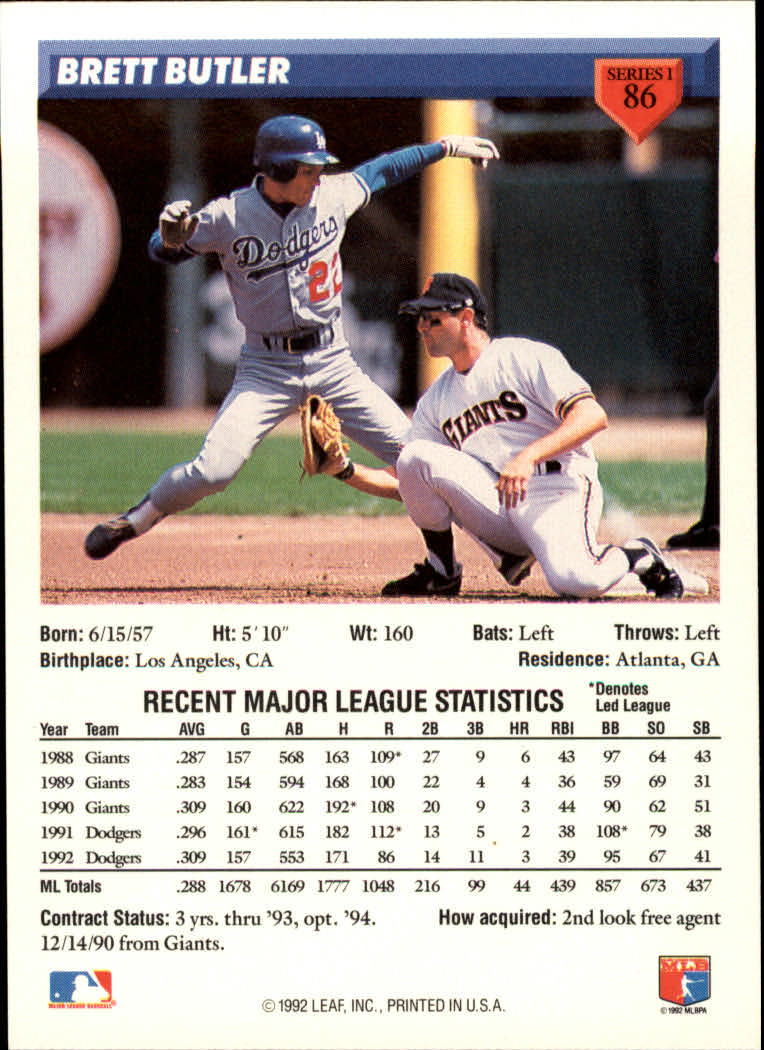 BRETT BUTLER
SERIES 1
86
LA
Dodgers
22
GIANTS
Born: 6/15/57 Ht: 5' 10" Wt: 160 Bats: Left Throws: Left
Birthplace: Los Angeles, CA Residence: Atlanta, GA
RECENT MAJOR LEAGUE STATISTICS
*Denotes
Led League
Year Team AVG G AB H R 2B 3B HR RBI BB SO SB
1988 Giants .287 157 568 163 109* 27 9 6 43 97 64 43
1989 Giants .283 154 594 168 100 22 4 4 36 59 69 31
1990 Giants .309 160 622 192* 108 20 9 3 44 90 62 51
1991 Dodgers .296 161* 615 182 112* 13 5 2 38 108* 79 38
1992 Dodgers .309 157 553 171 86 14 11 3 39 95 67 41
ML Totals .288 1678 6169 1777 1048 216 99 44 439 857 673 437
Contract Status: 3 yrs. thru '93, opt. '94. How acquired: 2nd look free agent
12/14/90 from Giants.
MAJOR LEAGUE BASEBALL
©1992 LEAF, INC., PRINTED IN U.S.A.
MLB
©1992 MLBPA